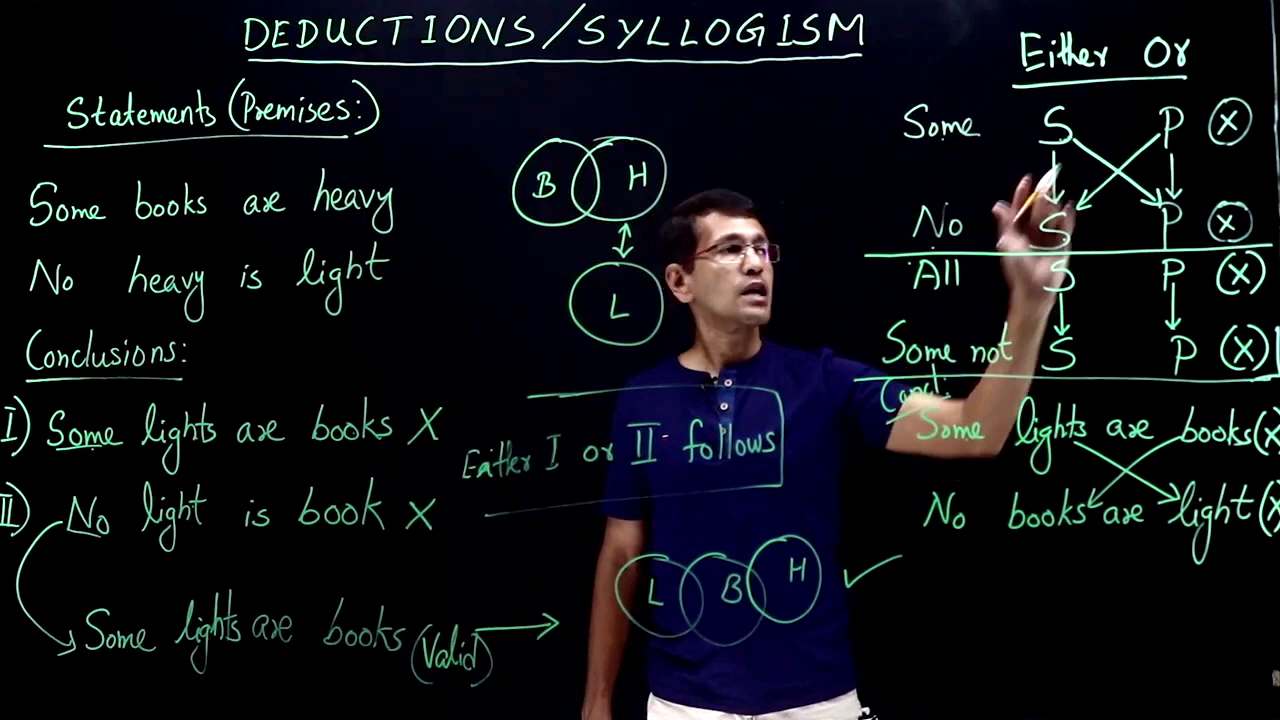 DEDUCTIONS/SYLLOGISM
Statements (Premises:)
Some books are heavy
No heavy is light
Conclusions:
I) Some lights are books X
II) No light is book X
Some lights are books (Valid)
B H
L
Eaither I or II follows
L B H
Either Or
Some S P (X)
No S P (X)
All S P (X)
Some not S P (X)
Concl:
Some lights are books (X
No books are light (X